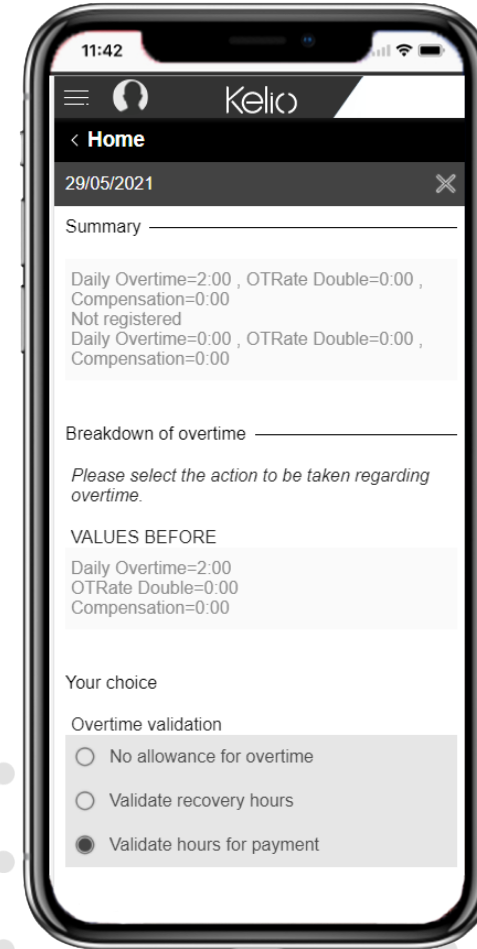 11:42
Kelio
< Home
29/05/2021
Summary
Daily Overtime=2:00 , OTRate Double=0:00 ,
Compensation=0:00
Not registered
Daily Overtime=0:00 , OTRate Double=0:00 ,
Compensation=0:00
Breakdown of overtime
Please select the action to be taken regarding
overtime.
VALUES BEFORE
Daily Overtime=2:00
OTRate Double=0:00
Compensation=0:00
Your choice
Overtime validation
No allowance for overtime
Validate recovery hours
Validate hours for payment